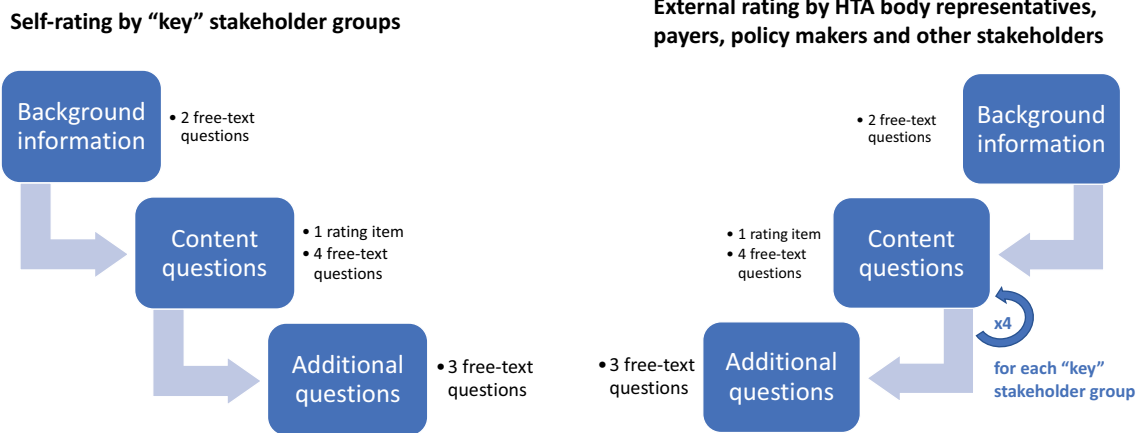 Self-rating by “key” stakeholder groups
Background
information
• 2 free-text
questions
Content
questions
• 1 rating item
• 4 free-text
questions
Additional
questions
• 3 free-text
questions
External rating by HTA body representatives,
payers, policy makers and other stakeholders
• 2 free-text
questions
Background
information
• 1 rating item
• 4 free-text
questions
Content
questions
x4
for each “key”
stakeholder group
• 3 free-text
questions
Additional
questions